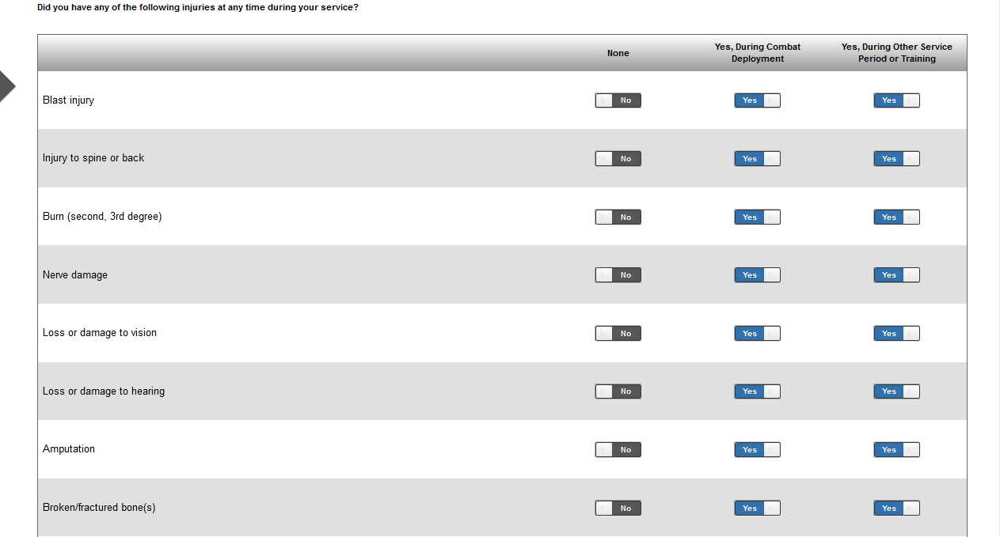 Did you have any of the following injuries at any time during your service?
None
Yes, During Combat
Deployment
Yes, During Other Service
Period or Training
Blast injury No Yes Yes
Injury to spine or back No Yes Yes
Burn (second, 3rd degree) No Yes Yes
Nerve damage No Yes Yes
Loss or damage to vision No Yes Yes
Loss or damage to hearing No Yes Yes
Amputation No Yes Yes
Broken/fractured bone(s) No Yes Yes